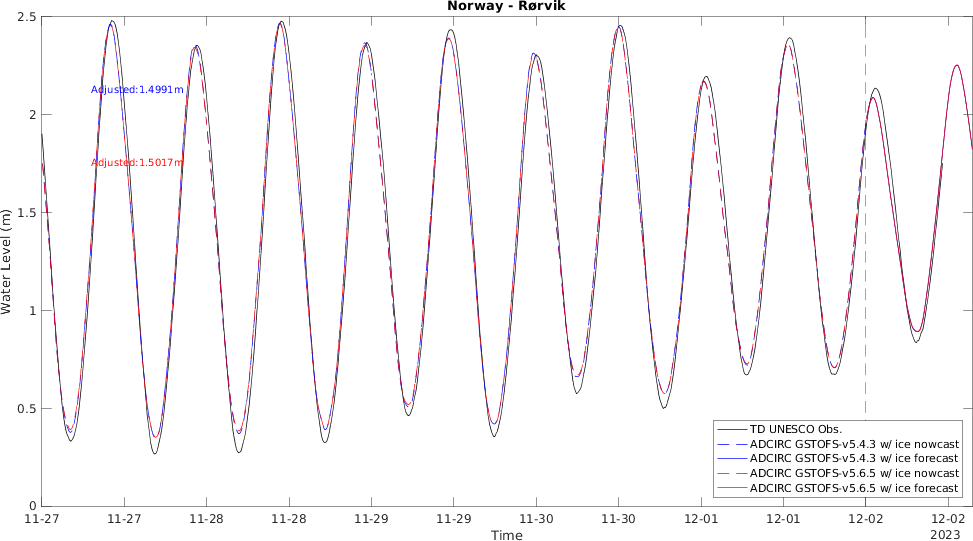 Norway - Rørvik
2.5
2
1.5
1
0.5
0
Water Level (m)
Adjusted:1.4991m
Adjusted:1.5017m
TD UNESCO Obs.
ADCIRC GSTOFS-v5.4.3 w/ ice nowcast
ADCIRC GSTOFS-v5.4.3 w/ ice forecast
ADCIRC GSTOFS-v5.6.5 w/ ice nowcast
ADCIRC GSTOFS-v5.6.5 w/ ice forecast
11-27 11-27 11-28 11-28 11-29 11-29 11-30 11-30 12-01 12-01 12-02 12-02
2023
Time